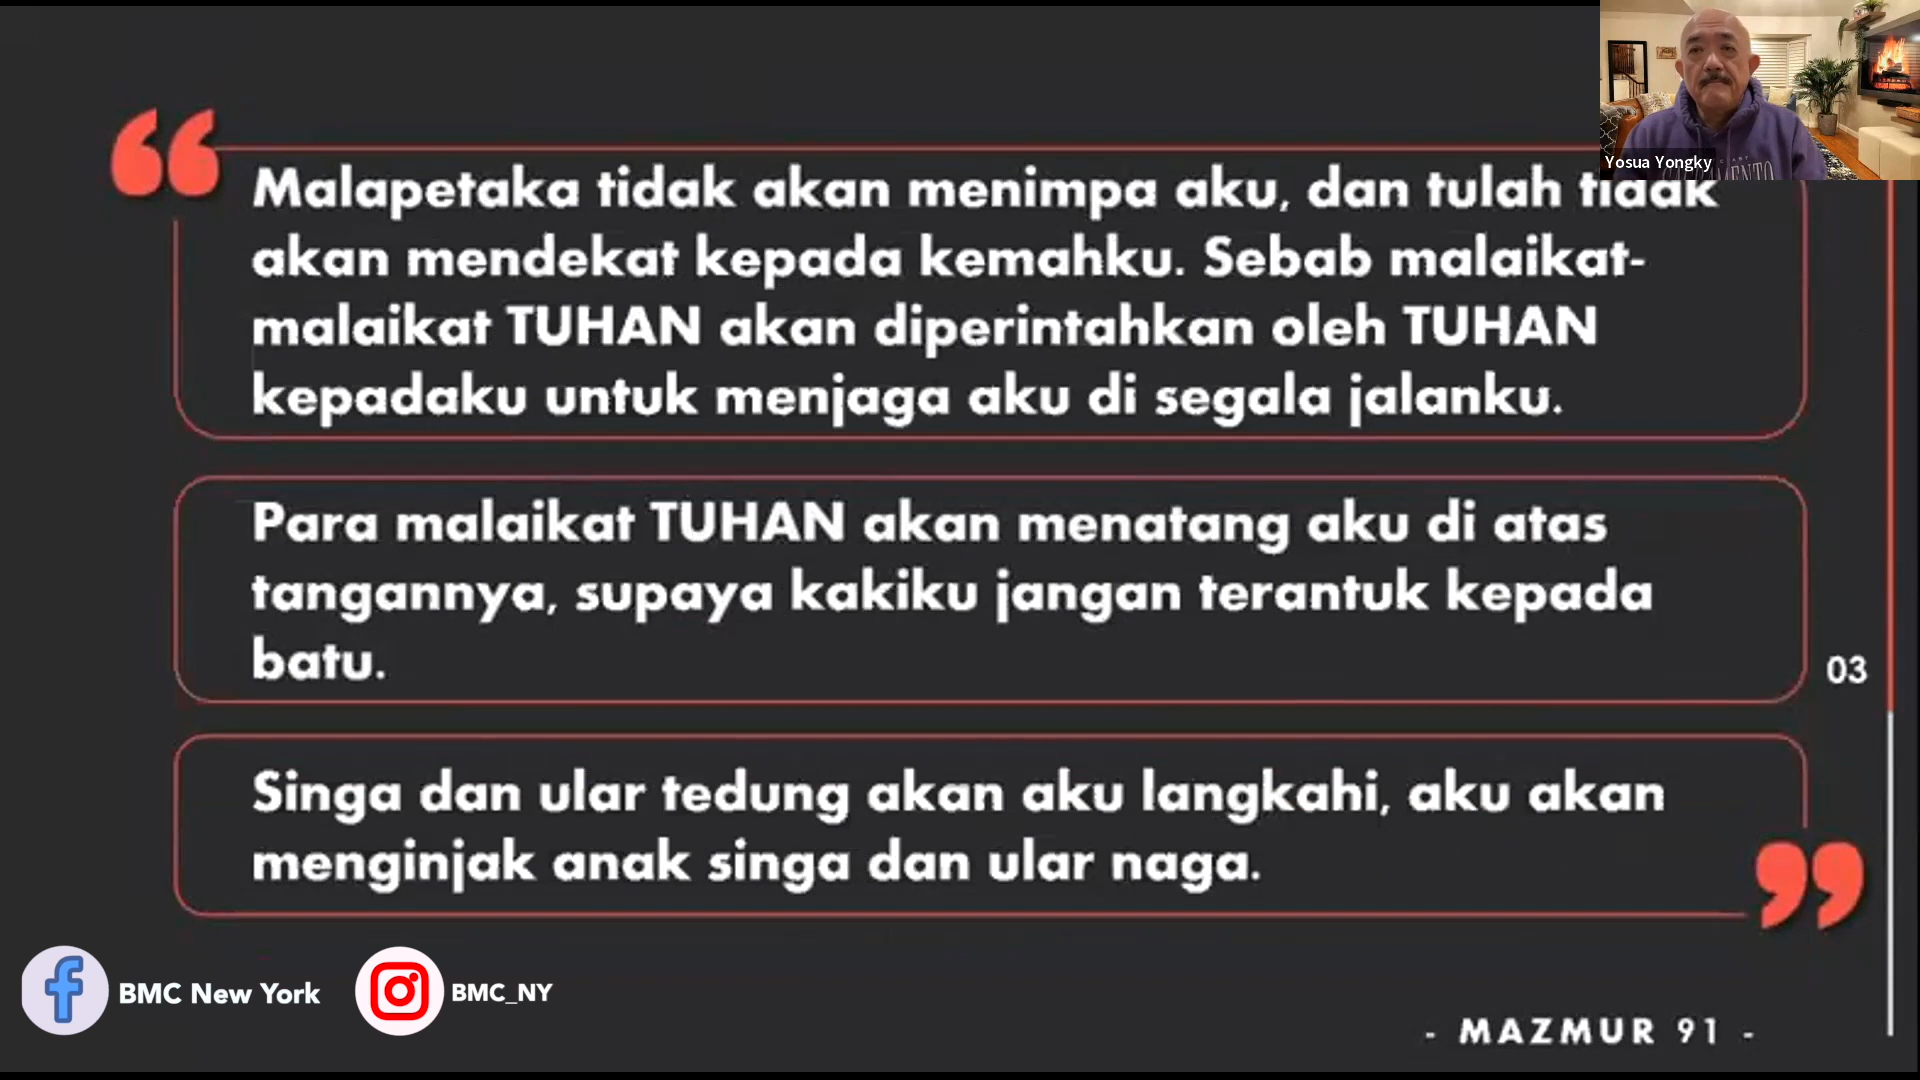 Malapetaka tidak akan menimpa aku, dan tulah tidak
akan mendekat kepada kemahku. Sebab malaikat-
malaikat TUHAN akan diperintahkan oleh TUHAN
kepadaku untuk menjaga aku di segala jalanku.
Para malaikat TUHAN akan menatang aku di atas
tangannya, supaya kakiku jangan terantuk kepada
batu.
Singa dan ular tedung akan aku langkahi, aku akan
menginjak anak singa dan ular naga.
03
- MAZMUR 91 -
BMC New York
BMC_NY
Yosua Yongky